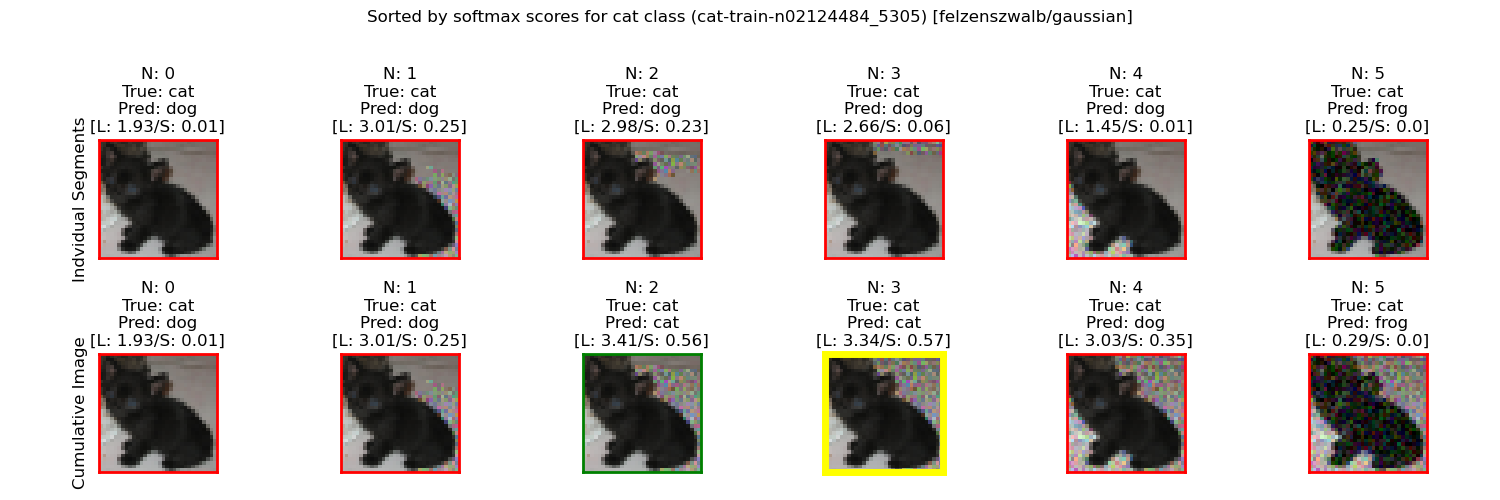 Sorted by softmax scores for cat class (cat-train-n02124484_5305) [felzenszwalb/gaussian]
Indvidual Segments
N: 0
True: cat
Pred: dog
[L: 1.93/S: 0.01]
N: 1
True: cat
Pred: dog
[L: 3.01/S: 0.25]
N: 2
True: cat
Pred: dog
[L: 2.98/S: 0.23]
N: 3
True: cat
Pred: dog
[L: 2.66/S: 0.06]
N: 4
True: cat
Pred: dog
[L: 1.45/S: 0.01]
N: 5
True: cat
Pred: frog
[L: 0.25/S: 0.0]
Cumulative Image
N: 0
True: cat
Pred: dog
[L: 1.93/S: 0.01]
N: 1
True: cat
Pred: dog
[L: 3.01/S: 0.25]
N: 2
True: cat
Pred: cat
[L: 3.41/S: 0.56]
N: 3
True: cat
Pred: cat
[L: 3.34/S: 0.57]
N: 4
True: cat
Pred: dog
[L: 3.03/S: 0.35]
N: 5
True: cat
Pred: frog
[L: 0.29/S: 0.0]